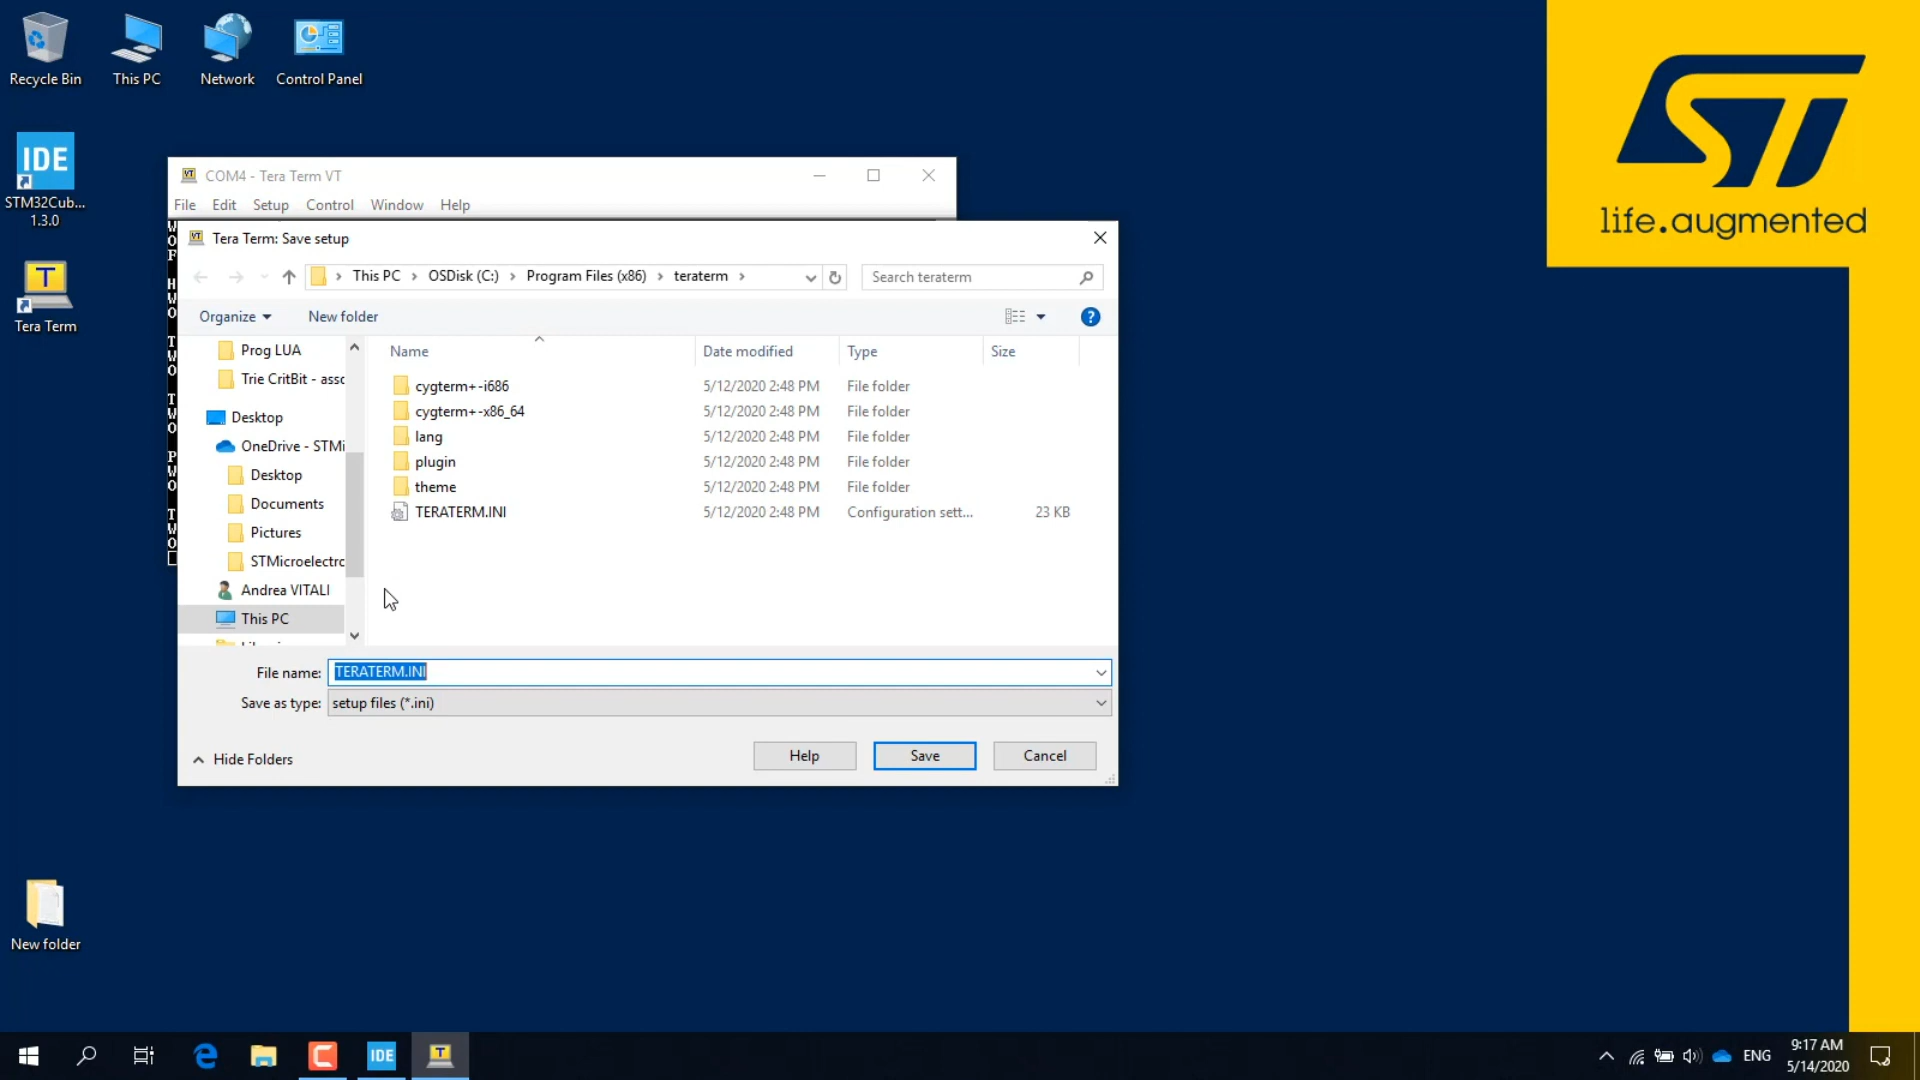 Recycle Bin
This PC
Network
Control Panel
IDE
STM32Cub...
1.3.0
T
Tera Term
New folder
ST
life.augmented
COM4 - Tera Term VT
File Edit Setup Control Window Help
Tera Term: Save setup
This PC > OSDisk (C:) > Program Files (x86) > teraterm >
Search teraterm
Organize
New folder
Prog LUA
Trie CritBit - assc
Desktop
OneDrive - STMi
Desktop
Documents
Pictures
STMicroelectrc
Andrea VITALI
This PC
Name Date modified Type Size
cygterm+-i686 5/12/2020 2:48 PM File folder
cygterm+-x86_64 5/12/2020 2:48 PM File folder
lang 5/12/2020 2:48 PM File folder
plugin 5/12/2020 2:48 PM File folder
theme 5/12/2020 2:48 PM File folder
TERATERM.INI 5/12/2020 2:48 PM Configuration sett... 23 KB
File name: TERATERM.INI
Save as type: setup files (*.ini)
Hide Folders
Help
Save
Cancel
IDE
T
ENG
9:17 AM
5/14/2020